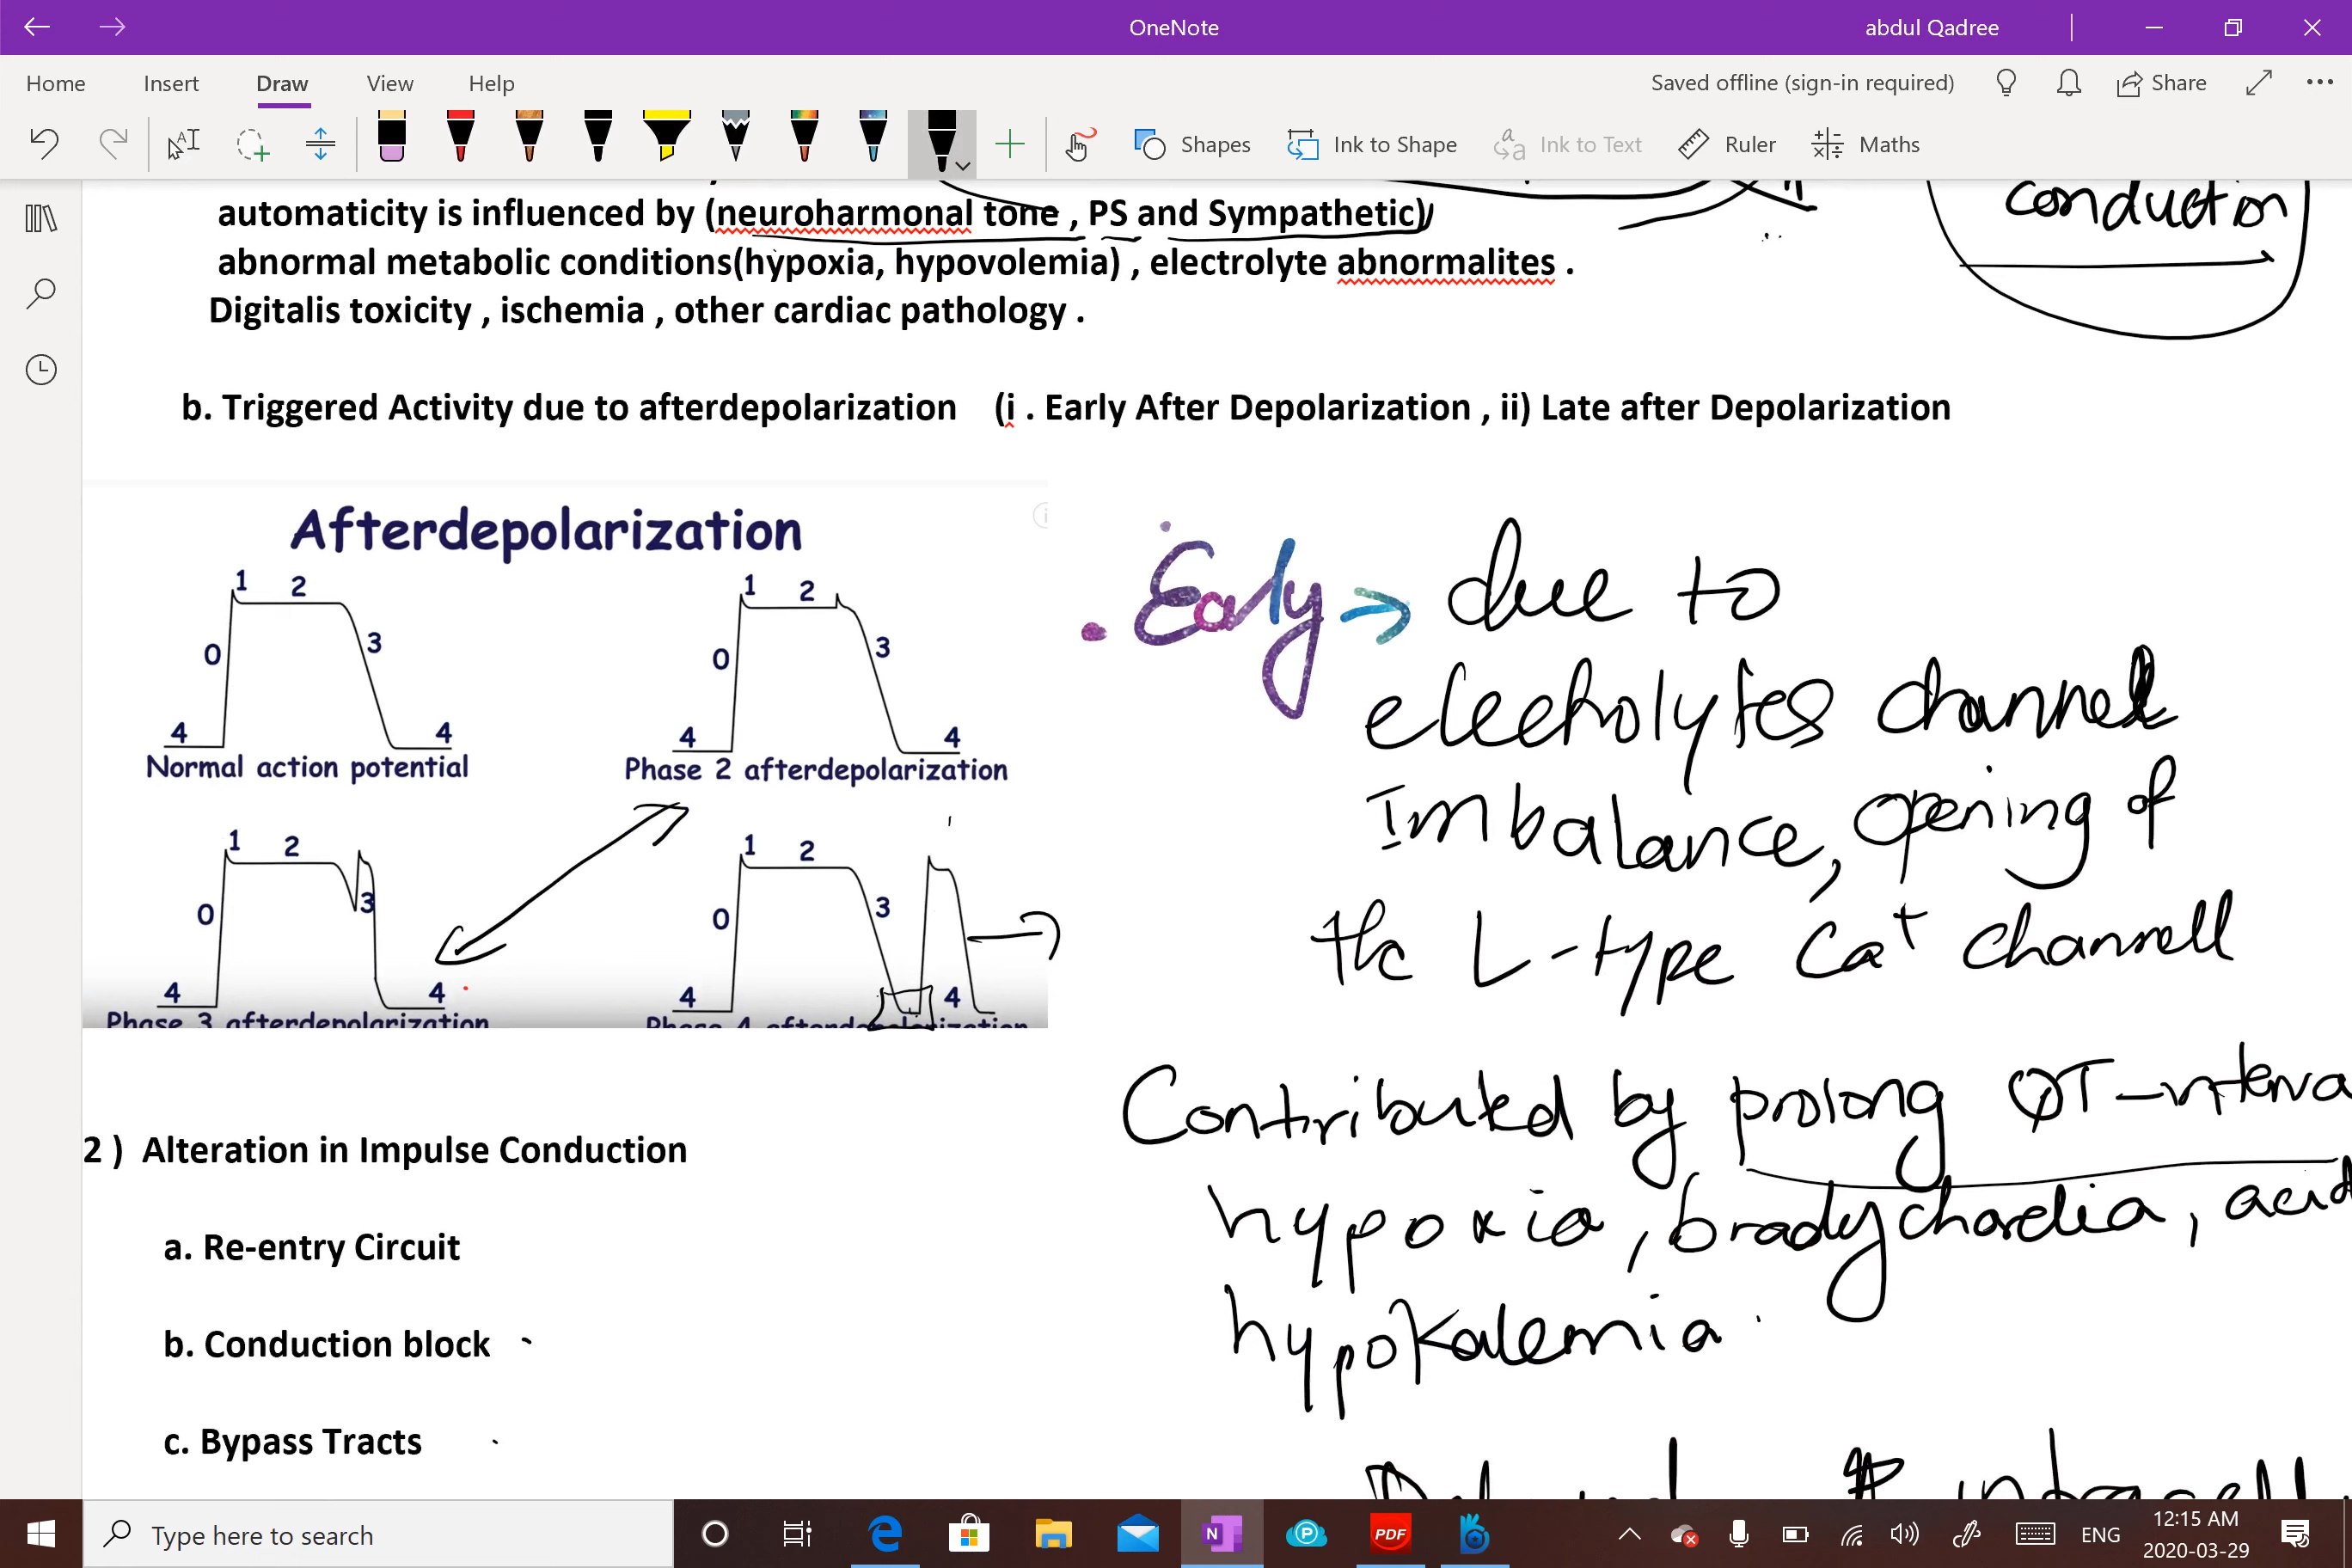 OneNote
abdul Qadree
Home Insert Draw View Help
Saved offline (sign-in required) Share
Shapes Ink to Shape Ink to Text Ruler Maths
conduction
automaticity is influenced by (neuroharmonal tone , PS and Sympathetic)
abnormal metabolic conditions(hypoxia, hypovolemia) , electrolyte abnormalites .
Digitalis toxicity , ischemia , other cardiac pathology .
b. Triggered Activity due to afterdepolarization (i . Early After Depolarization , ii) Late after Depolarization
Afterdepolarization
1 2
0 3
4 4
Normal action potential
1 2
0 3
4 4
Phase 2 afterdepolarization
1 2
0 3
4 4
Phase 3 afterdepolarization
1 2
0 3
4 4
Phase 4 afterdepolarization
. Early → due to
electrolytes channel
Imbalance, opening of
the L-type Ca+ channell
Contributed by prolong QT-interva
hypoxia, bradychardia, acid
hypokalemia.
2 ) Alteration in Impulse Conduction
a. Re-entry Circuit
b. Conduction block
c. Bypass Tracts
Type here to search
PDF
ENG
12:15 AM
2020-03-29